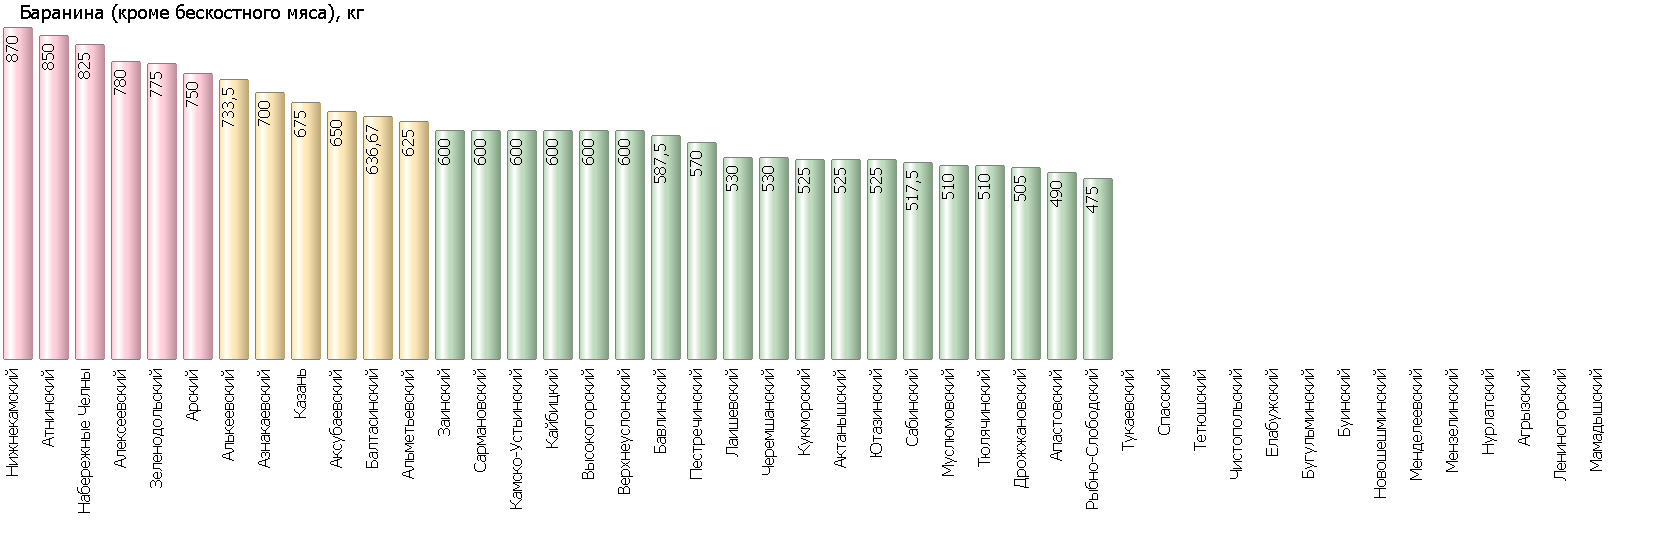 Баранина (кроме бескостного мяса), кг
870
850
825
780
775
750
733,5
700
675
650
636,67
625
600
600
600
600
600
600
587,5
570
530
530
525
525
525
517,5
510
510
505
490
475
Нижнекамский
Атнинский
Набережные Челны
Алексеевский
Зеленодольский
Арский
Алькеевский
Азнакаевский
Казань
Аксубаевский
Балтасинский
Альметьевский
Заинский
Сармановский
Камско-Устьинский
Кайбицкий
Высокогорский
Верхнеуслонский
Бавлинский
Пестречинский
Лаишевский
Черемшанский
Кукморский
Актанышский
Ютазинский
Сабинский
Муслюмовский
Тюлячинский
Дрожжановский
Апастовский
Рыбно-Слободский
Тукаевский
Спасский
Тетюшский
Чистопольский
Елабужский
Бугульминский
Буинский
Новошешминский
Менделеевский
Мензелинский
Нурлатский
Агрызский
Лениногорский
Мамадышский